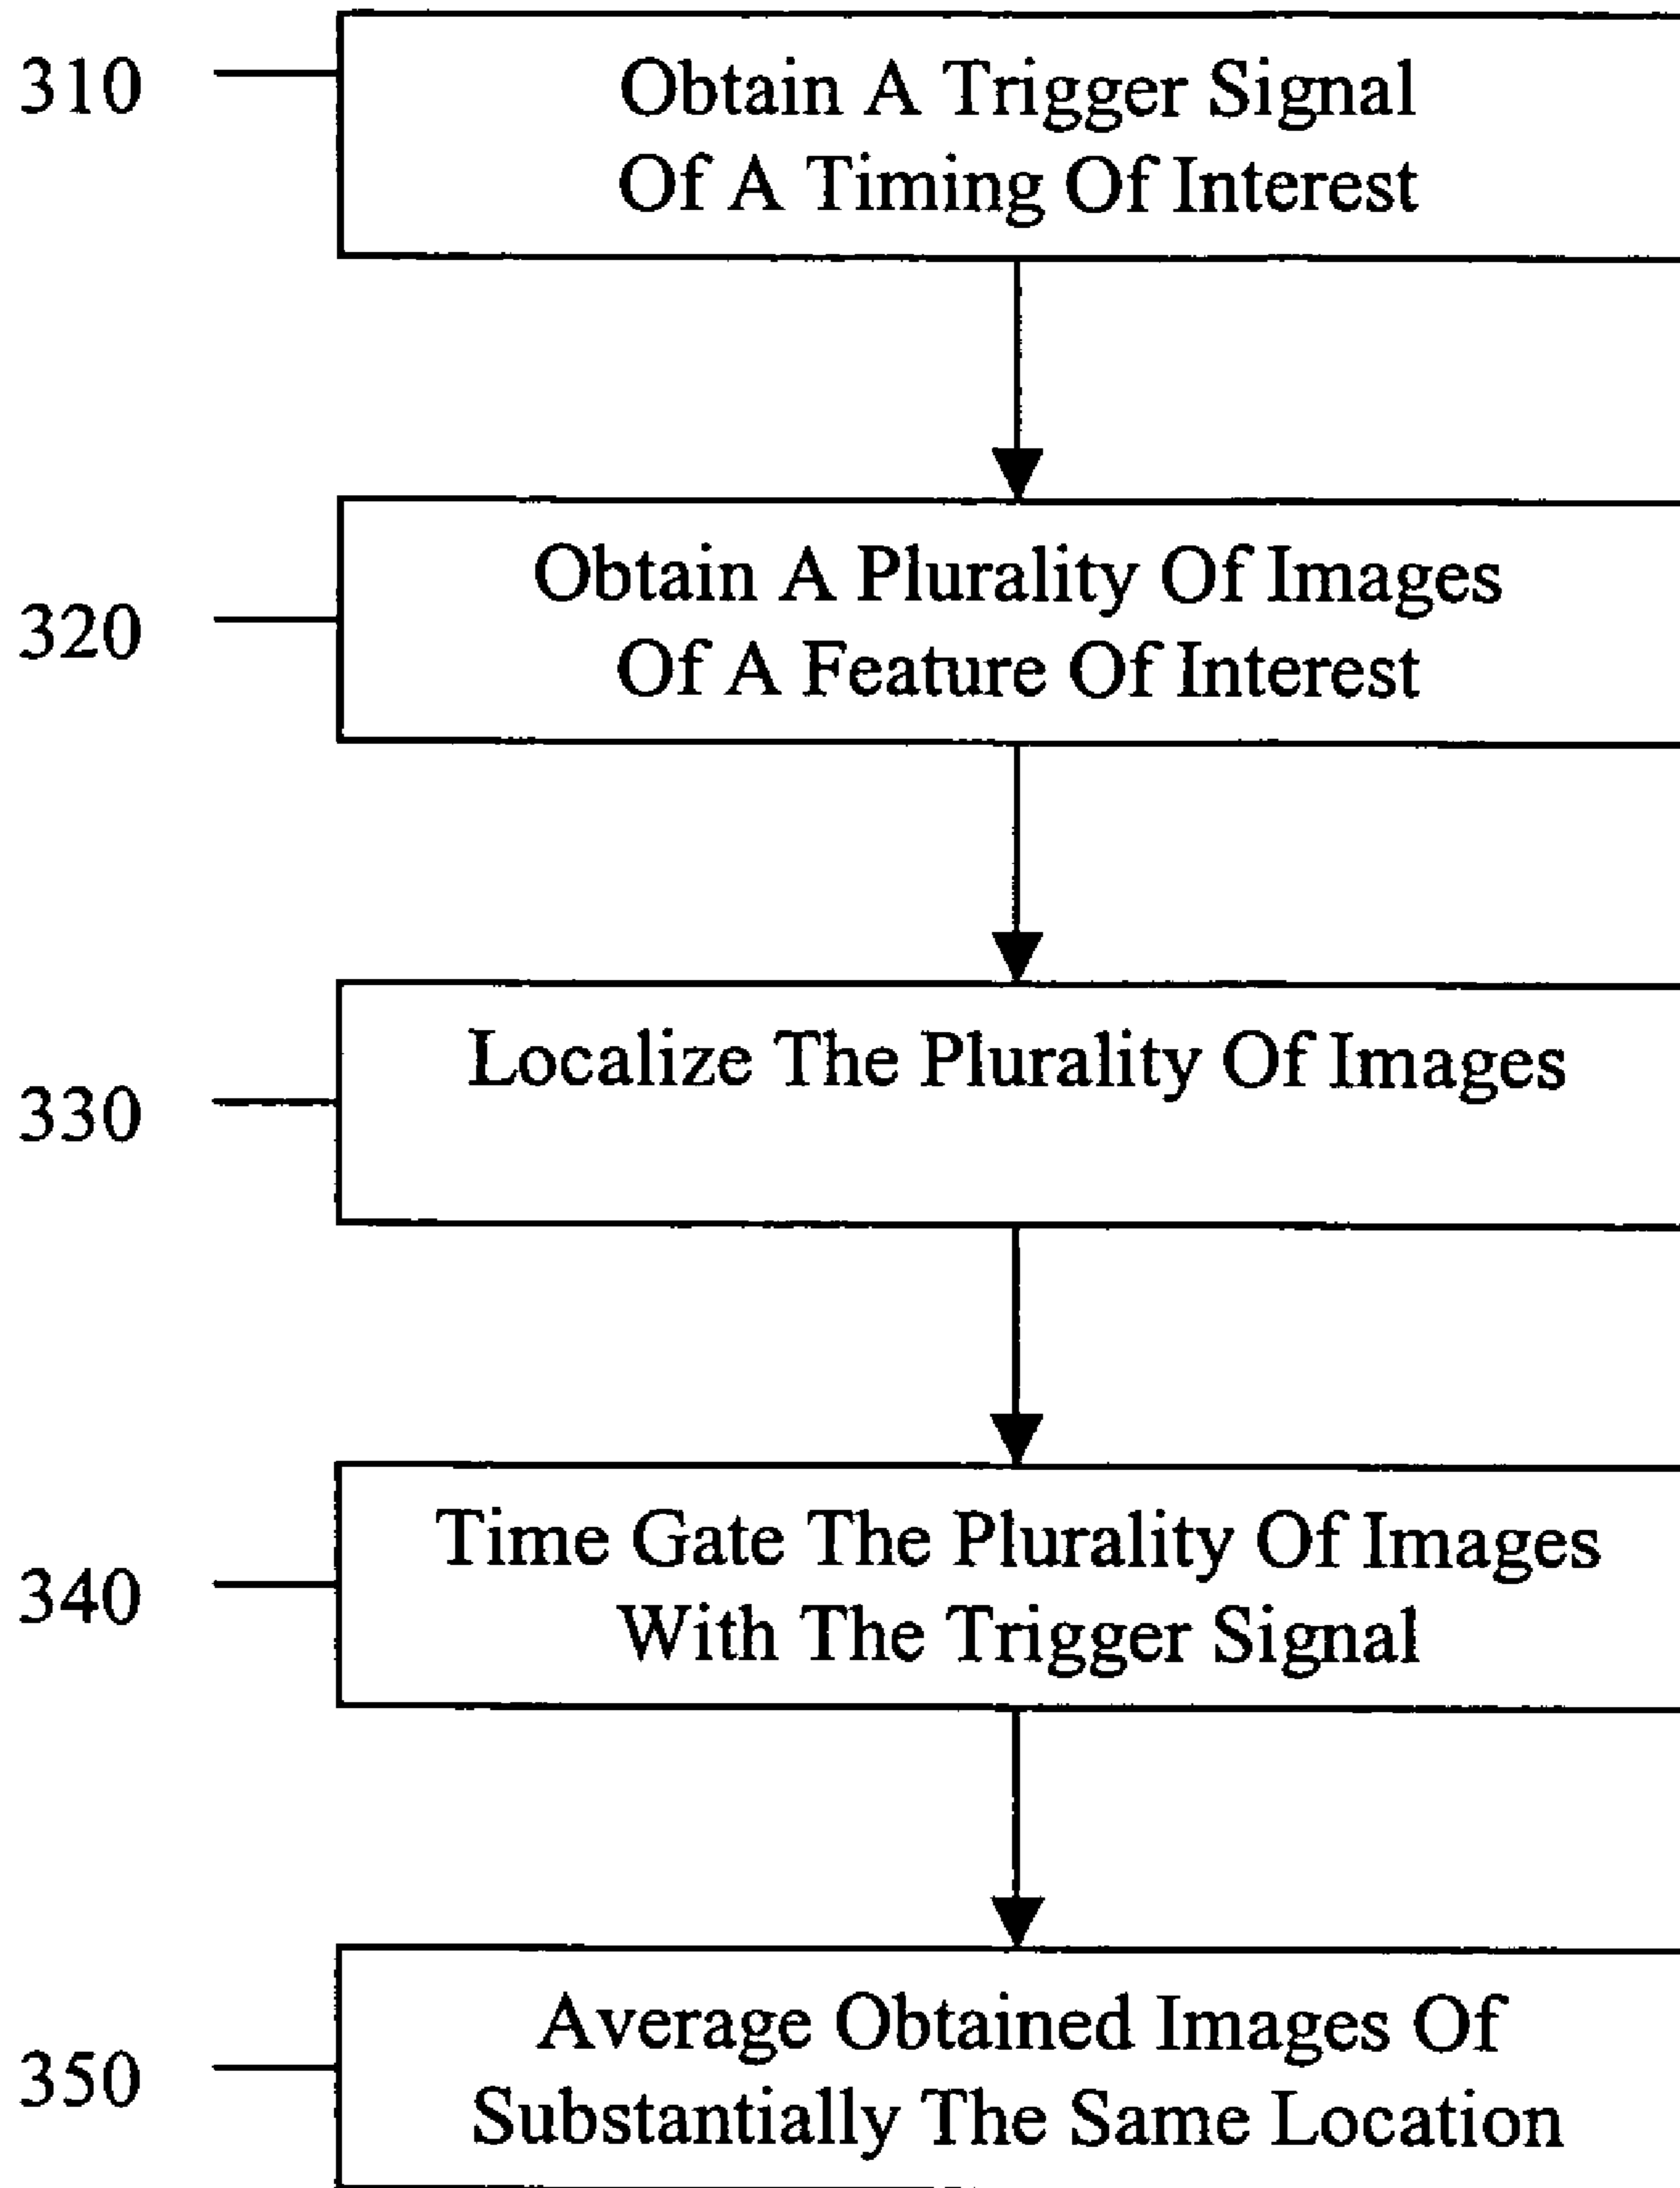 310
Obtain A Trigger Signal
Of A Timing Of Interest
320
Obtain A Plurality Of Images
Of A Feature Of Interest
330
Localize The Plurality Of Images
340
Time Gate The Plurality Of Images
With The Trigger Signal
350
Average Obtained Images Of
Substantially The Same Location